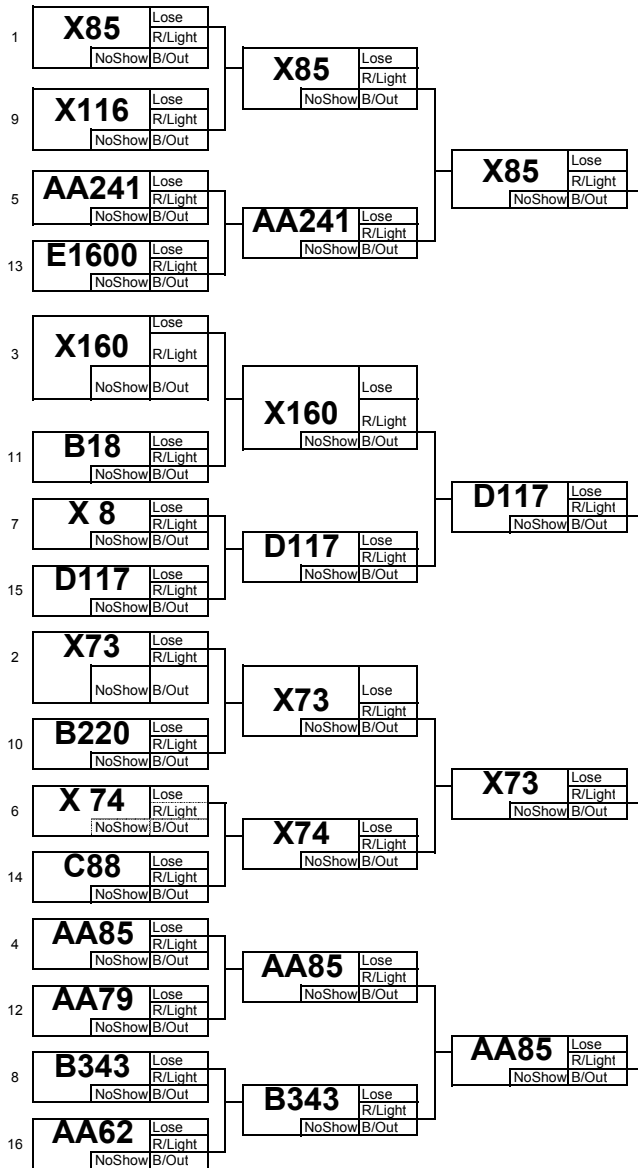 1 X85 Lose
R/Light
NoShow B/Out
9 X116 Lose
R/Light
NoShow B/Out
5 AA241 Lose
R/Light
NoShow B/Out
13 E1600 Lose
R/Light
NoShow B/Out
3 X160 Lose
R/Light
NoShow B/Out
11 B18 Lose
R/Light
NoShow B/Out
7 X 8 Lose
R/Light
NoShow B/Out
15 D117 Lose
R/Light
NoShow B/Out
2 X73 Lose
R/Light
NoShow B/Out
10 B220 Lose
R/Light
NoShow B/Out
6 X 74 Lose
R/Light
NoShow B/Out
14 C88 Lose
R/Light
NoShow B/Out
4 AA85 Lose
R/Light
NoShow B/Out
12 AA79 Lose
R/Light
NoShow B/Out
8 B343 Lose
R/Light
NoShow B/Out
16 AA62 Lose
R/Light
NoShow B/Out
X85 Lose
R/Light
NoShow B/Out
AA241 Lose
R/Light
NoShow B/Out
X160 Lose
R/Light
NoShow B/Out
D117 Lose
R/Light
NoShow B/Out
X73 Lose
R/Light
NoShow B/Out
X74 Lose
R/Light
NoShow B/Out
AA85 Lose
R/Light
NoShow B/Out
B343 Lose
R/Light
NoShow B/Out
X85 Lose
R/Light
NoShow B/Out
D117 Lose
R/Light
NoShow B/Out
X73 Lose
R/Light
NoShow B/Out
AA85 Lose
R/Light
NoShow B/Out